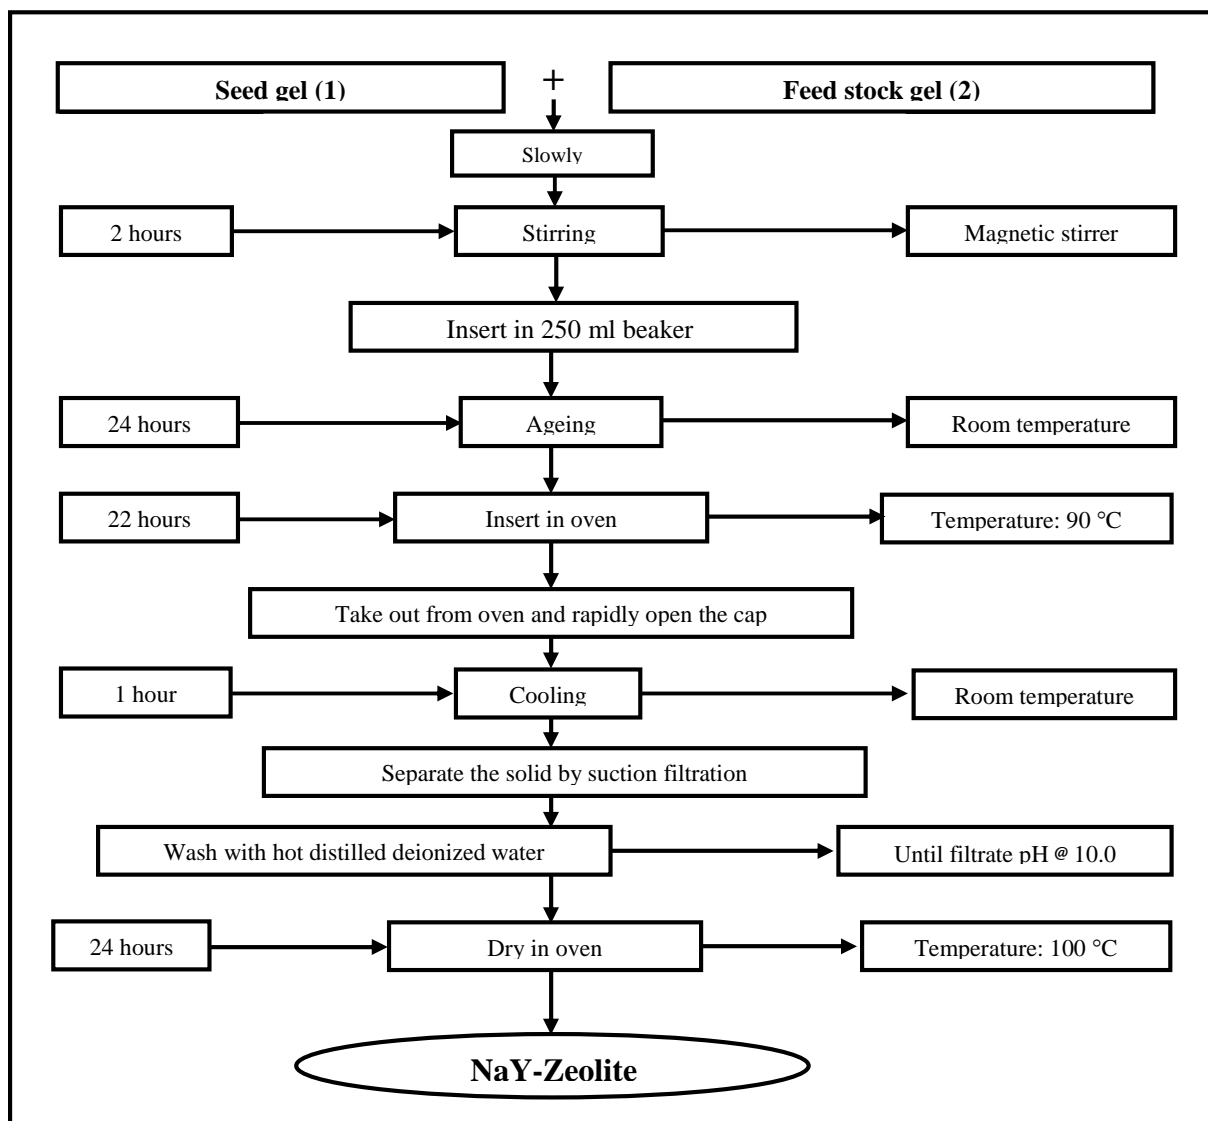 Seed gel (1)
+
Feed stock gel (2)
Slowly
2 hours
Stirring
Magnetic stirrer
Insert in 250 ml beaker
24 hours
Ageing
Room temperature
22 hours
Insert in oven
Temperature: 90 °C
Take out from oven and rapidly open the cap
1 hour
Cooling
Room temperature
Separate the solid by suction filtration
Wash with hot distilled deionized water
Until filtrate pH @ 10.0
24 hours
Dry in oven
Temperature: 100 °C
NaY-Zeolite